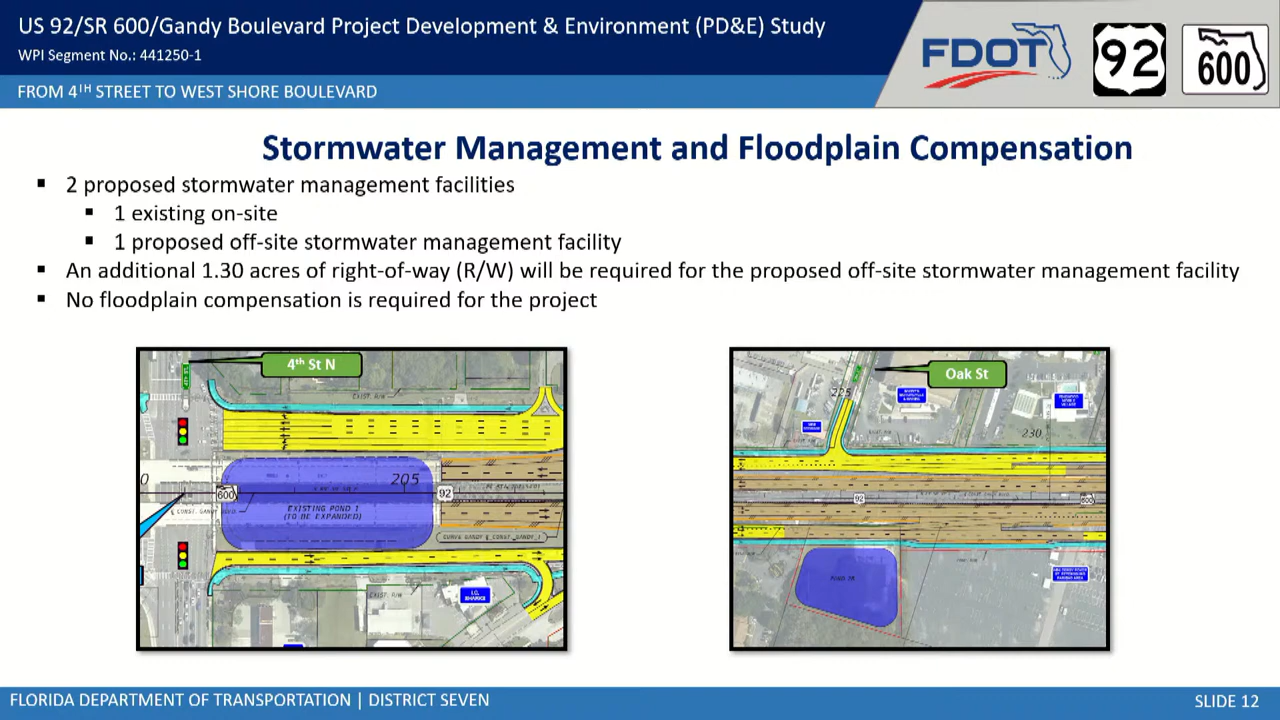 US 92/SR 600/Gandy Boulevard Project Development & Environment (PD&E) Study
WPI Segment No.: 441250-1
FROM 4TH STREET TO WEST SHORE BOULEVARD
FDOT
92
600
Stormwater Management and Floodplain Compensation
▪ 2 proposed stormwater management facilities
▪ 1 existing on-site
▪ 1 proposed off-site stormwater management facility
▪ An additional 1.30 acres of right-of-way (R/W) will be required for the proposed off-site stormwater management facility
▪ No floodplain compensation is required for the project
4th St N
EXIST. R/W
0
205
600
92
EXISTING POND 1
(TO BE EXPANDED)
EXIST. R/W
Oak St
225
230
92
600
FLORIDA DEPARTMENT OF TRANSPORTATION | DISTRICT SEVEN
SLIDE 12